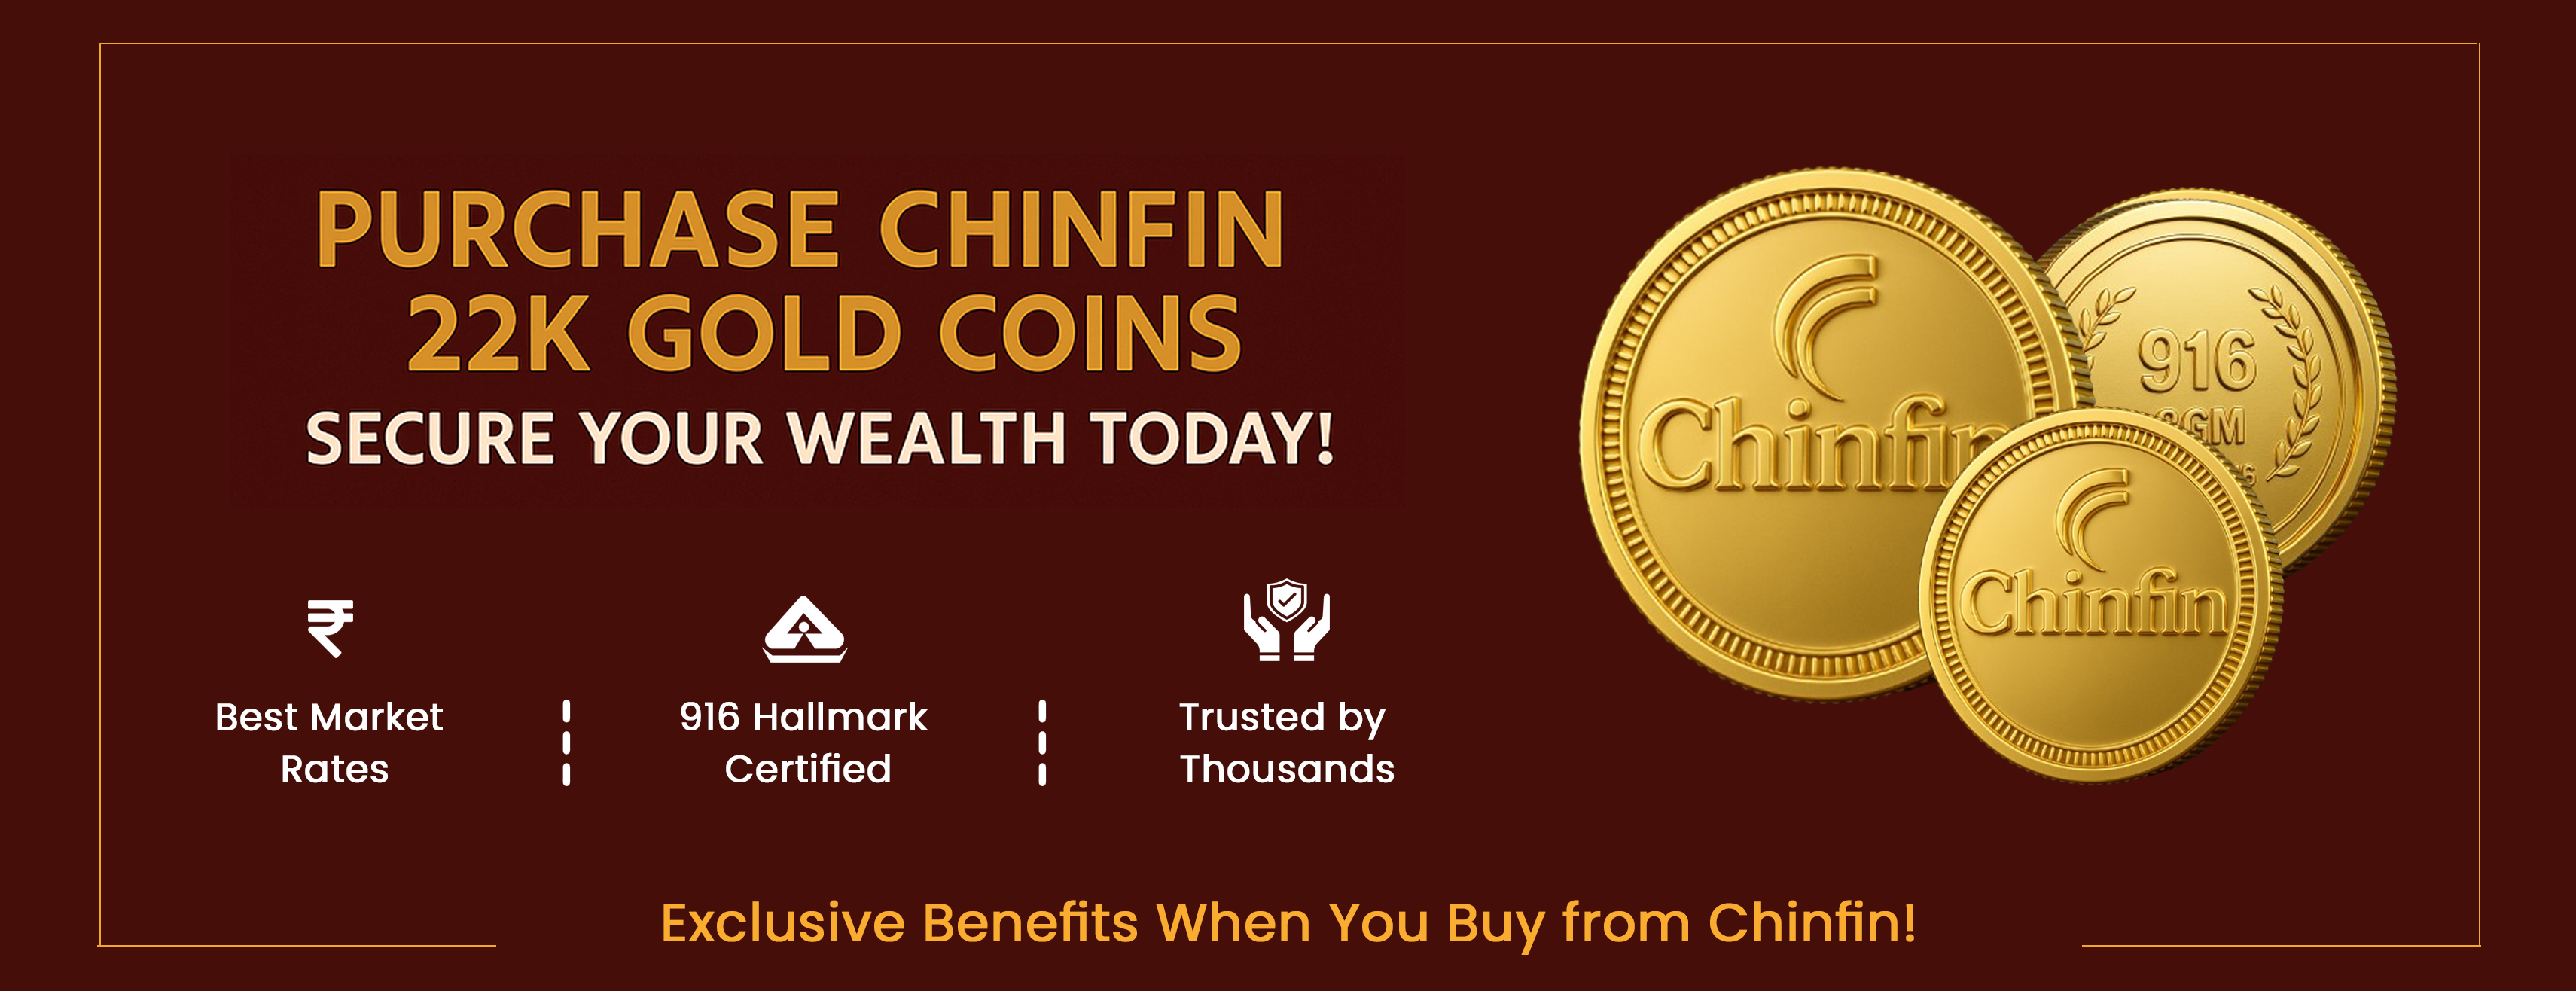 PURCHASE CHINFIN
22K GOLD COINS
SECURE YOUR WEALTH TODAY!
₹
Best Market
Rates
916 Hallmark
Certified
Trusted by
Thousands
Chinfin
916
Chinfin
Exclusive Benefits When You Buy from Chinfin!